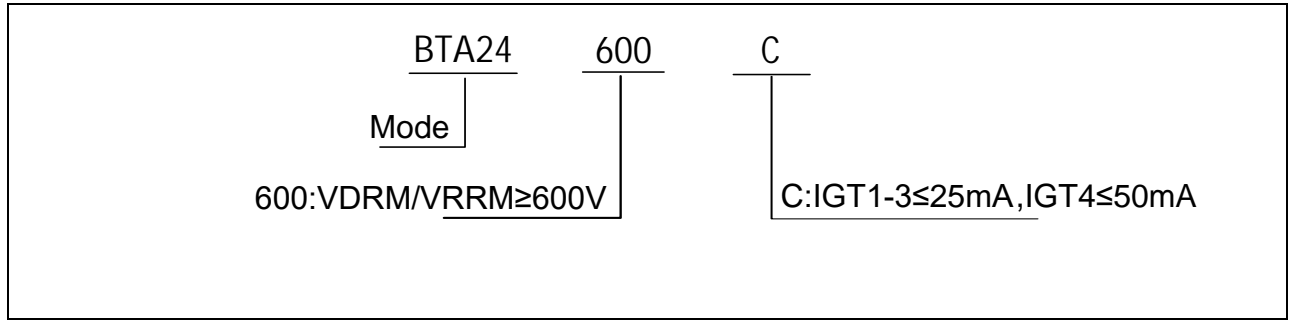 BTA24 600 C
Mode
600:VDRM/VRRM≥600V C:IGT1-3≤25mA,IGT4≤50mA